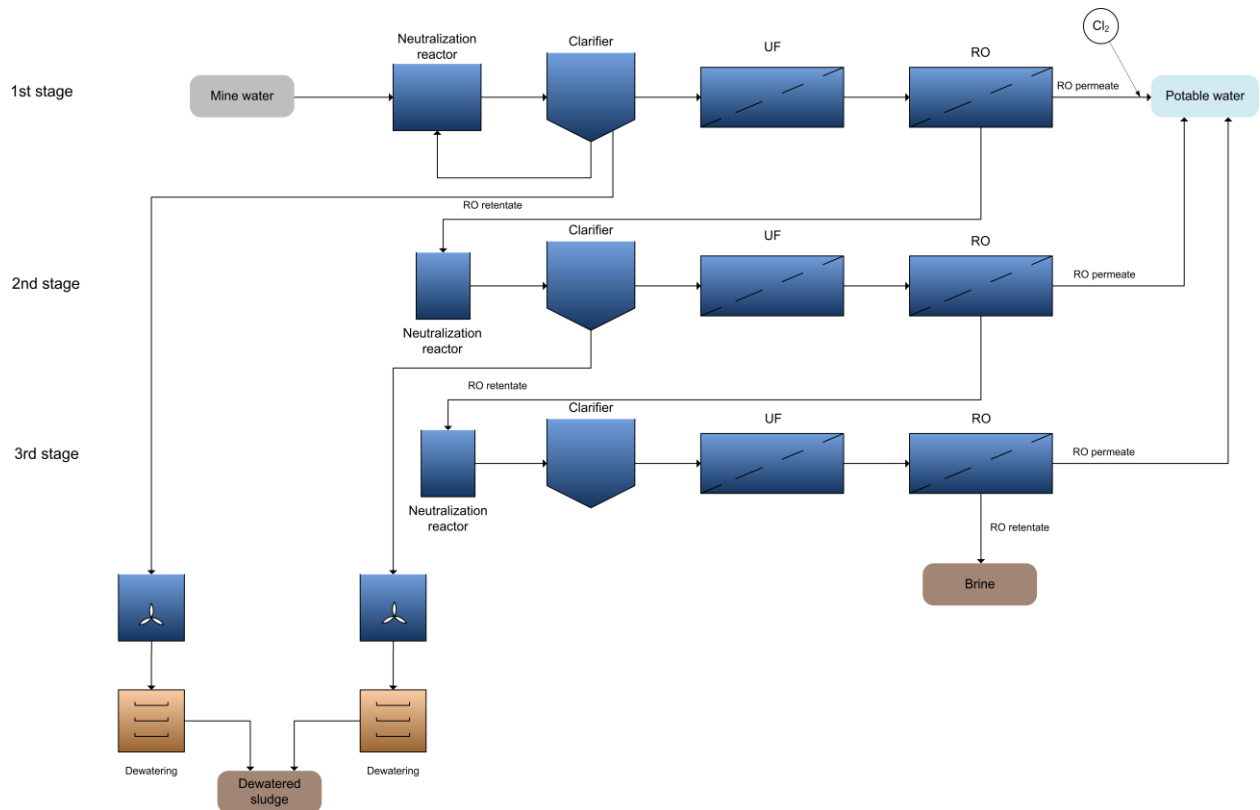 Cl₂
Neutralization
reactor
Clarifier
UF
RO
1st stage
Mine water
RO permeate
Potable water
RO retentate
Clarifier
UF
RO
2nd stage
RO permeate
Neutralization
reactor
RO retentate
Clarifier
UF
RO
3rd stage
RO permeate
Neutralization
reactor
RO retentate
Brine
Dewatering
Dewatering
Dewatered
sludge